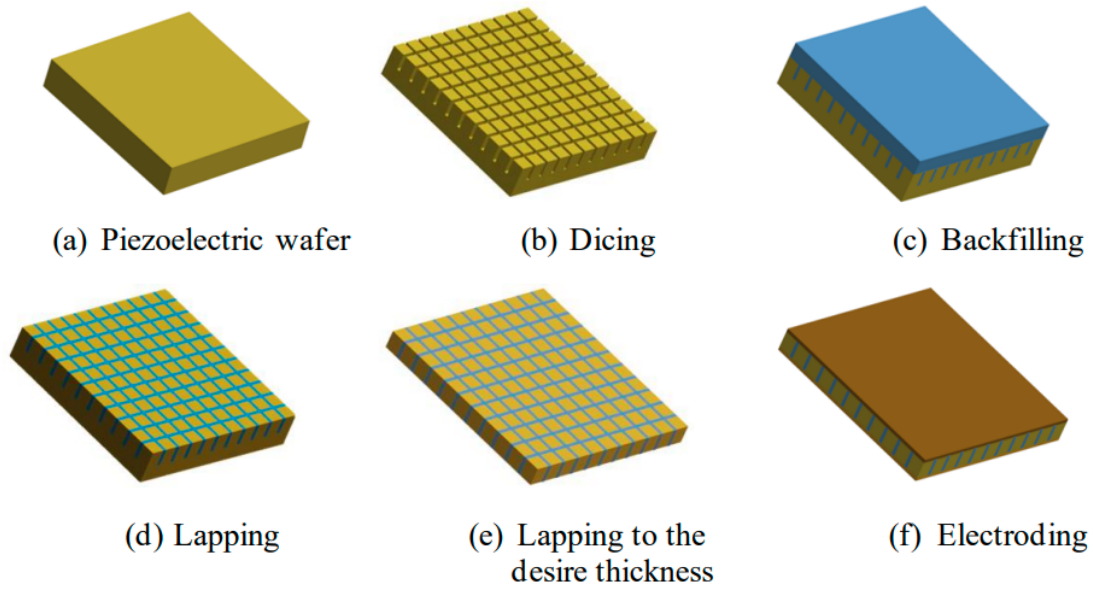 (a) Piezoelectric wafer
(b) Dicing
(c) Backfilling
(d) Lapping
(e) Lapping to the
desire thickness
(f) Electroding